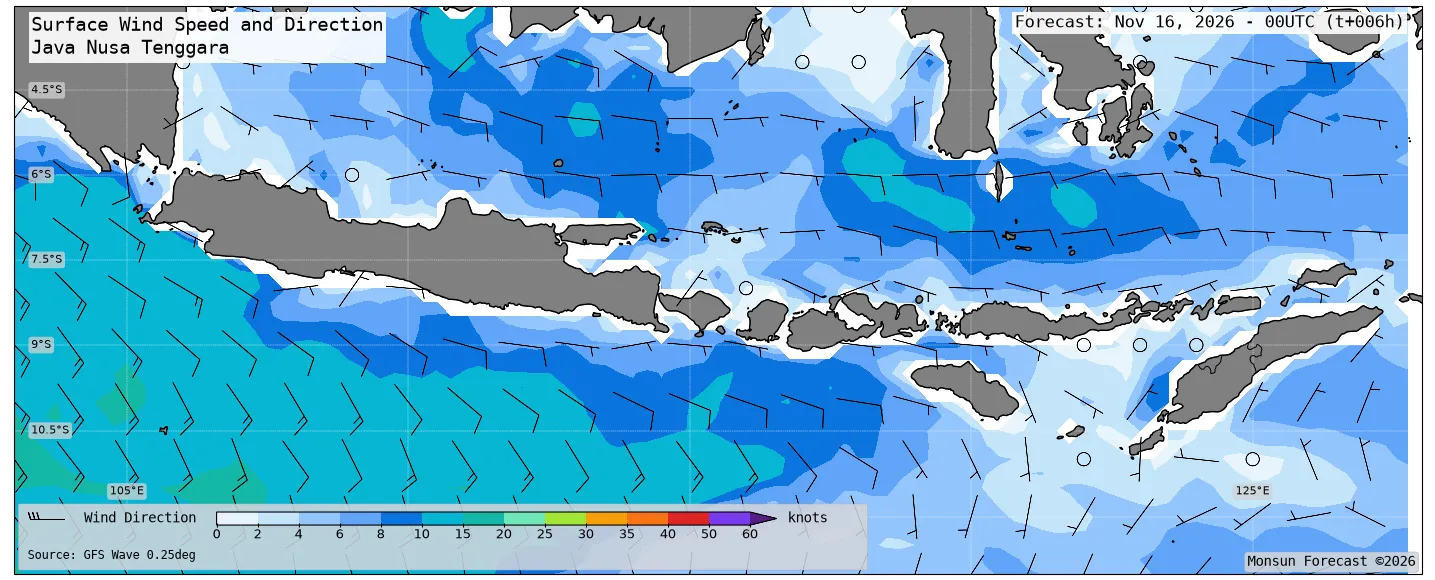 Surface Wind Speed and Direction
Java Nusa Tenggara
Forecast: Nov 16, 2026 - 00UTC (t+006h)
4.5°S
6°S
7.5°S
9°S
10.5°S
105°E
125°E
Wind Direction
0 2 4 6 8 10 15 20 25 30 35 40 50 60
knots
Source: GFS Wave 0.25deg
Monsun Forecast ©2026